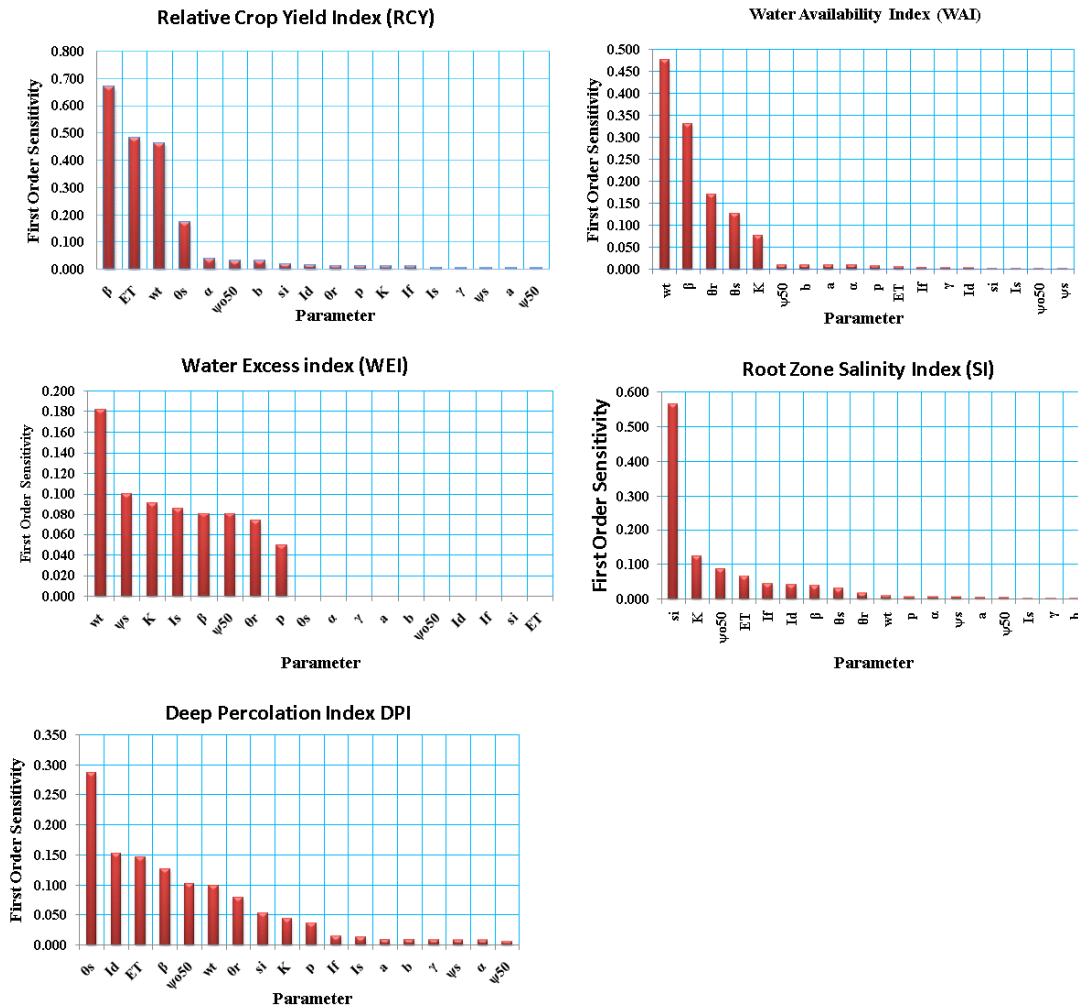 Relative Crop Yield Index (RCY)
First Order Sensitivity
0.800
0.700
0.600
0.500
0.400
0.300
0.200
0.100
0.000
β ET wt θs α ψo50 b si Id θr p K If Is γ ψs a ψ50
Parameter
Water Availability Index (WAI)
First Order Sensitivity
0.500
0.450
0.400
0.350
0.300
0.250
0.200
0.150
0.100
0.050
0.000
wt β θr θs K ψ50 b a α p ET If γ Id si Is ψo50 ψs
Parameter
Water Excess index (WEI)
First Order Sensitivity
0.200
0.180
0.160
0.140
0.120
0.100
0.080
0.060
0.040
0.020
0.000
wt ψs K Is β ψ50 θr p θs α γ a b ψo50 Id If si ET
Parameter
Root Zone Salinity Index (SI)
First Order Sensitivity
0.600
0.500
0.400
0.300
0.200
0.100
0.000
si K ψo50 ET If Id β θs θr wt p α ψs a ψ50 Is γ b
Parameter
Deep Percolation Index DPI
First Order Sensitivity
0.350
0.300
0.250
0.200
0.150
0.100
0.050
0.000
θs Id ET β ψo50 wt θr si K p If Is a b γ ψs α ψ50
Parameter